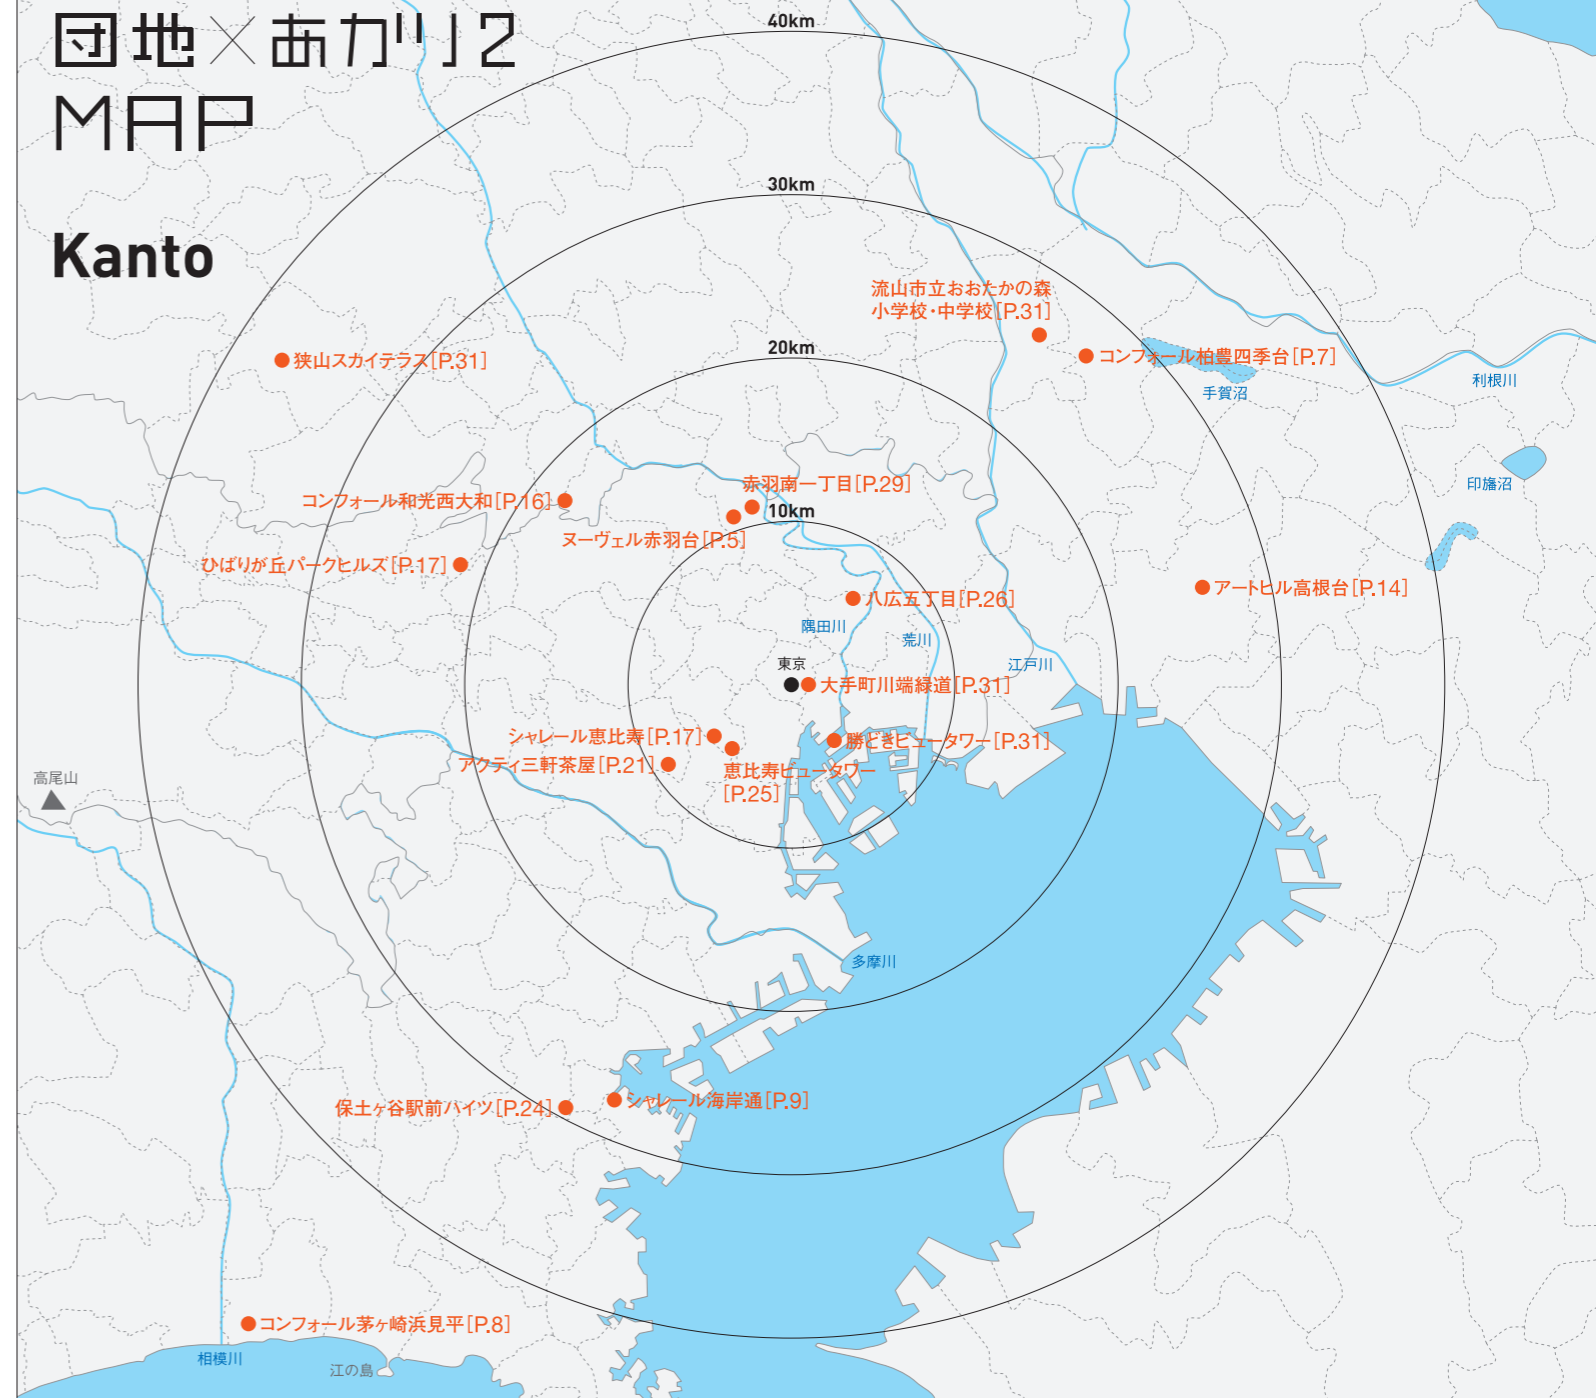 団地×あかり2
MAP
Kanto
40km
30km
流山市立おおたかの森
小学校・中学校[P.31]
20km
コンフォール柏豊四季台[P.7]
狭山スカイテラス[P.31]
利根川
手賀沼
赤羽南一丁目[P.29]
印旛沼
コンフォール和光西大和[P.16]
10km
ヌーヴェル赤羽台[P.5]
ひばりが丘パークヒルズ[P.17]
アートヒル高根台[P.14]
八広五丁目[P.26]
隅田川
荒川
東京
江戸川
大手町川端緑道[P.31]
シャレール恵比寿[P.17]
勝どきビュータワー[P.31]
アクティ三軒茶屋[P.21]
恵比寿ビュータワー
[P.25]
高尾山
多摩川
シャレール海岸通[P.9]
保土ヶ谷駅前ハイツ[P.24]
コンフォール茅ヶ崎浜見平[P.8]
相模川
江の島